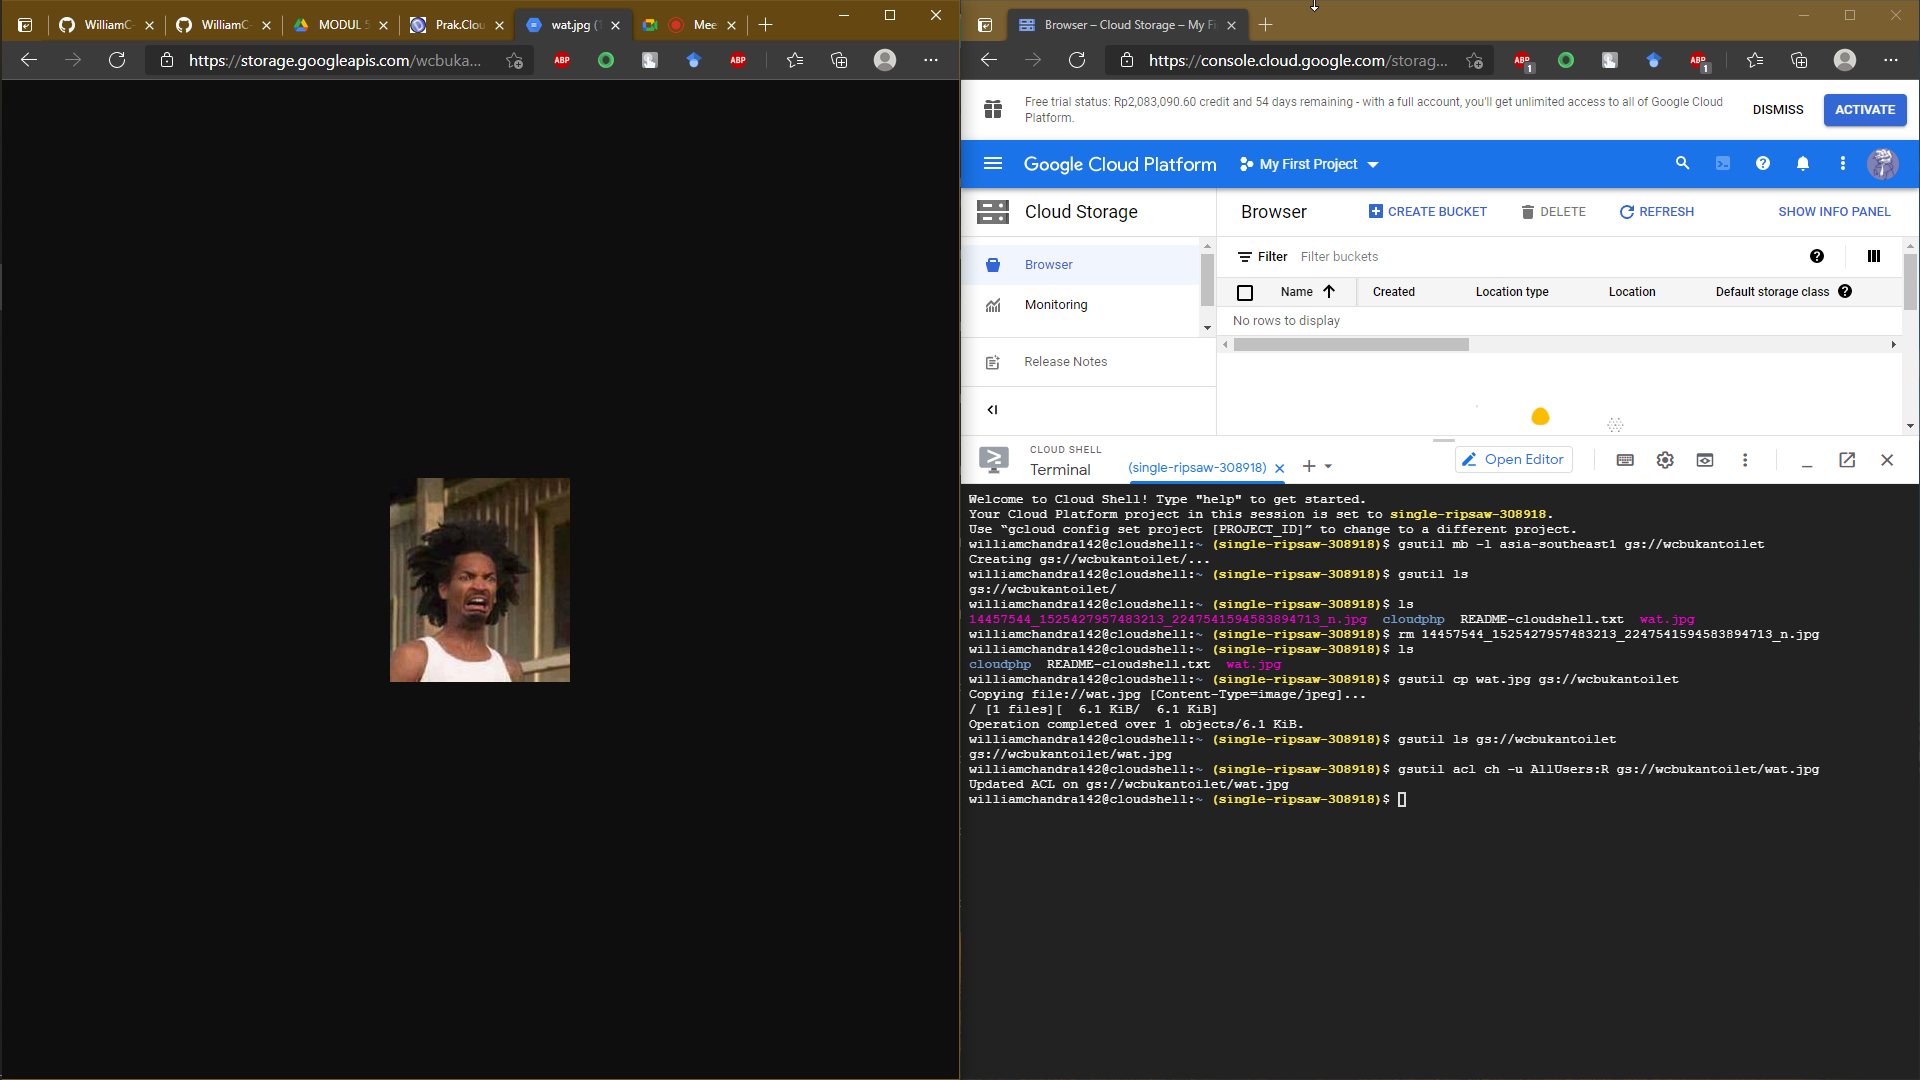 WilliamC
WilliamC
MODUL 5
Prak.Clou
wat.jpg (
Mee
https://storage.googleapis.com/wcbuka...
ABP
ABP
Browser – Cloud Storage – My Fi
https://console.cloud.google.com/storag...
ABP 1
ABP 1
Free trial status: Rp2,083,090.60 credit and 54 days remaining - with a full account, you'll get unlimited access to all of Google Cloud
Platform.
DISMISS
ACTIVATE
Google Cloud Platform
My First Project
Cloud Storage
Browser
CREATE BUCKET
DELETE
REFRESH
SHOW INFO PANEL
Browser
Monitoring
Release Notes
Filter Filter buckets
Name
Created
Location type
Location
Default storage class
No rows to display
CLOUD SHELL
Terminal
(single-ripsaw-308918)
Open Editor
Welcome to Cloud Shell! Type "help" to get started.
Your Cloud Platform project in this session is set to single-ripsaw-308918.
Use “gcloud config set project [PROJECT_ID]” to change to a different project.
williamchandra142@cloudshell:~ (single-ripsaw-308918)$ gsutil mb -l asia-southeast1 gs://wcbukantoilet
Creating gs://wcbukantoilet/...
williamchandra142@cloudshell:~ (single-ripsaw-308918)$ gsutil ls
gs://wcbukantoilet/
williamchandra142@cloudshell:~ (single-ripsaw-308918)$ ls
14457544_1525427957483213_2247541594583894713_n.jpg cloudphp README-cloudshell.txt wat.jpg
williamchandra142@cloudshell:~ (single-ripsaw-308918)$ rm 14457544_1525427957483213_2247541594583894713_n.jpg
williamchandra142@cloudshell:~ (single-ripsaw-308918)$ ls
cloudphp README-cloudshell.txt wat.jpg
williamchandra142@cloudshell:~ (single-ripsaw-308918)$ gsutil cp wat.jpg gs://wcbukantoilet
Copying file://wat.jpg [Content-Type=image/jpeg]...
/ [1 files][ 6.1 KiB/ 6.1 KiB]
Operation completed over 1 objects/6.1 KiB.
williamchandra142@cloudshell:~ (single-ripsaw-308918)$ gsutil ls gs://wcbukantoilet
gs://wcbukantoilet/wat.jpg
williamchandra142@cloudshell:~ (single-ripsaw-308918)$ gsutil acl ch -u AllUsers:R gs://wcbukantoilet/wat.jpg
Updated ACL on gs://wcbukantoilet/wat.jpg
williamchandra142@cloudshell:~ (single-ripsaw-308918)$